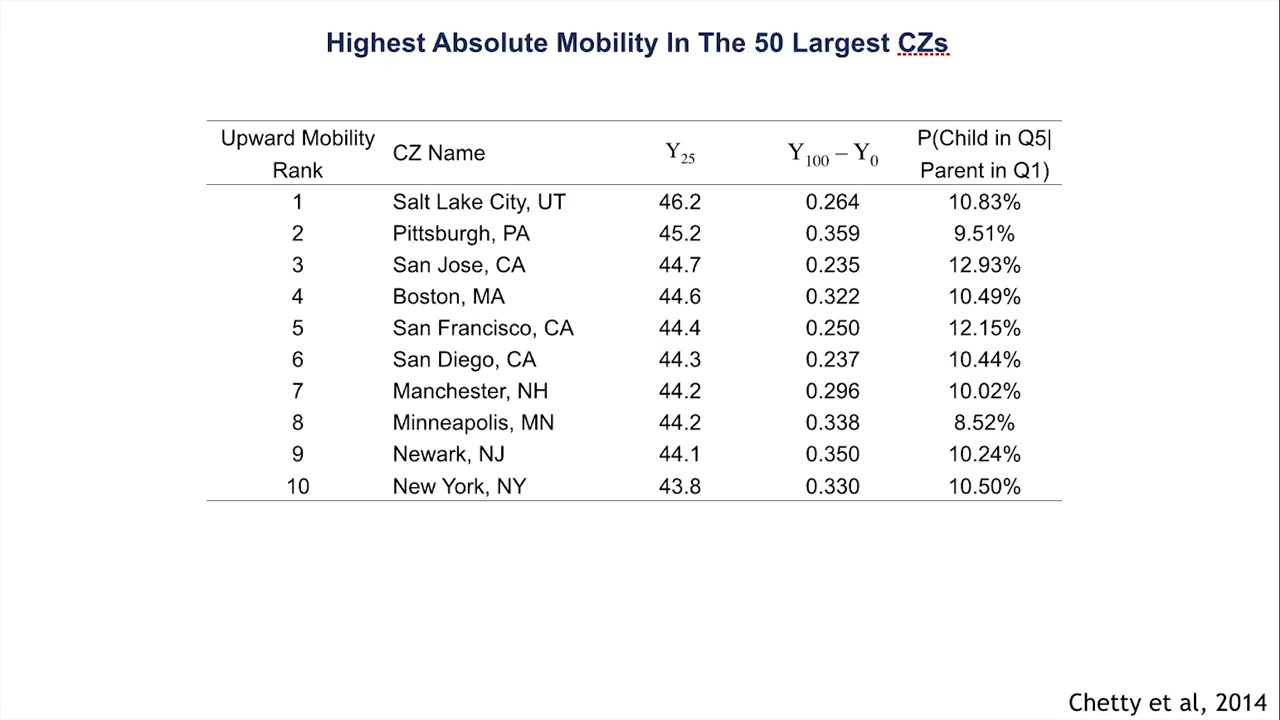 Highest Absolute Mobility In The 50 Largest CZs
Upward Mobility Rank CZ Name Y25 Y100 – Y0 P(Child in Q5| Parent in Q1)
1 Salt Lake City, UT 46.2 0.264 10.83%
2 Pittsburgh, PA 45.2 0.359 9.51%
3 San Jose, CA 44.7 0.235 12.93%
4 Boston, MA 44.6 0.322 10.49%
5 San Francisco, CA 44.4 0.250 12.15%
6 San Diego, CA 44.3 0.237 10.44%
7 Manchester, NH 44.2 0.296 10.02%
8 Minneapolis, MN 44.2 0.338 8.52%
9 Newark, NJ 44.1 0.350 10.24%
10 New York, NY 43.8 0.330 10.50%
Chetty et al, 2014